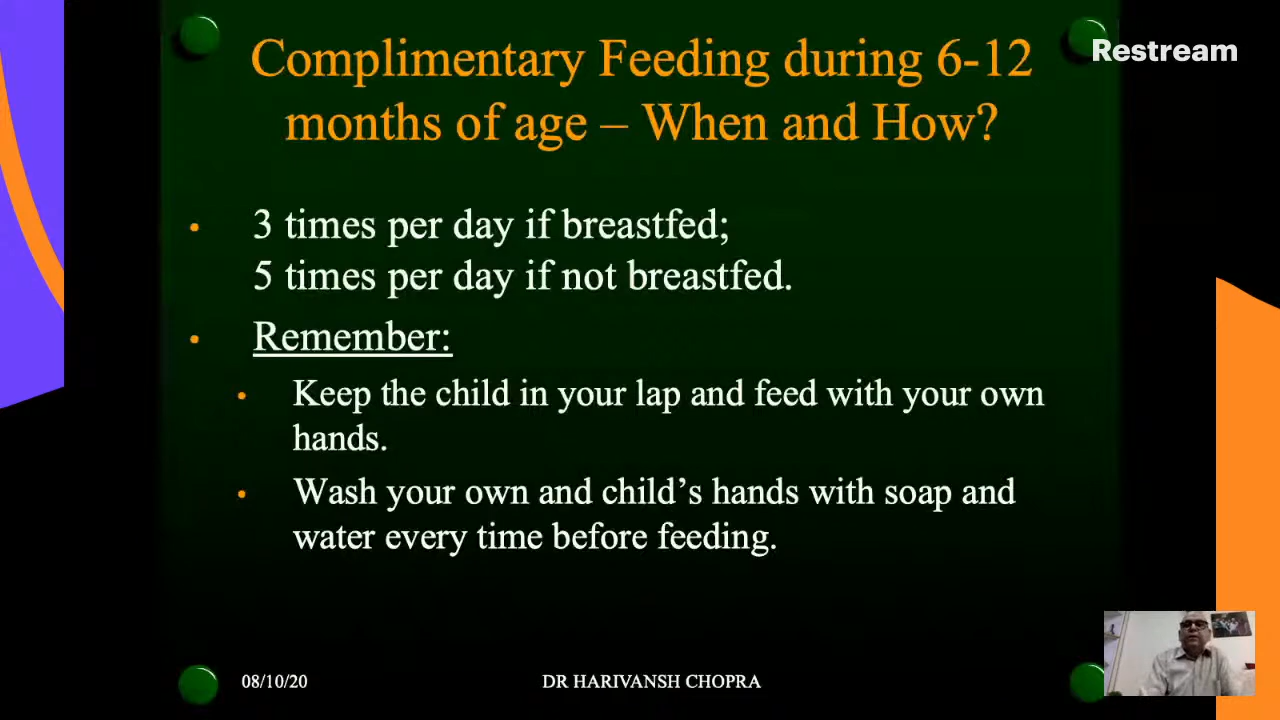 Restream
Complimentary Feeding during 6-12
months of age – When and How?
• 3 times per day if breastfed;
5 times per day if not breastfed.
• Remember:
• Keep the child in your lap and feed with your own
hands.
• Wash your own and child’s hands with soap and
water every time before feeding.
08/10/20
DR HARIVANSH CHOPRA